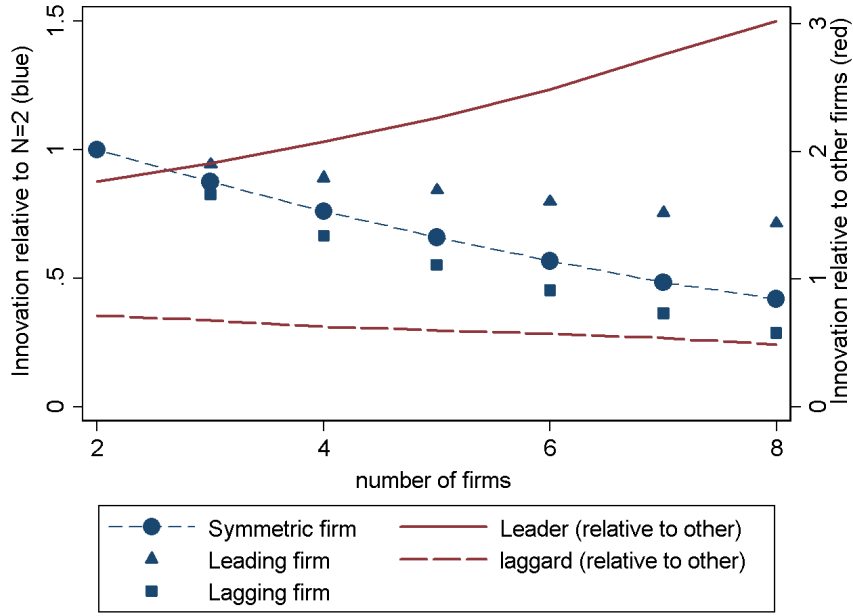 1.5
1
.5
0
Innovation relative to N=2 (blue)
3
2
1
0
Innovation relative to other firms (red)
2
4
6
8
number of firms
Symmetric firm
Leader (relative to other)
Leading firm
laggard (relative to other)
Lagging firm